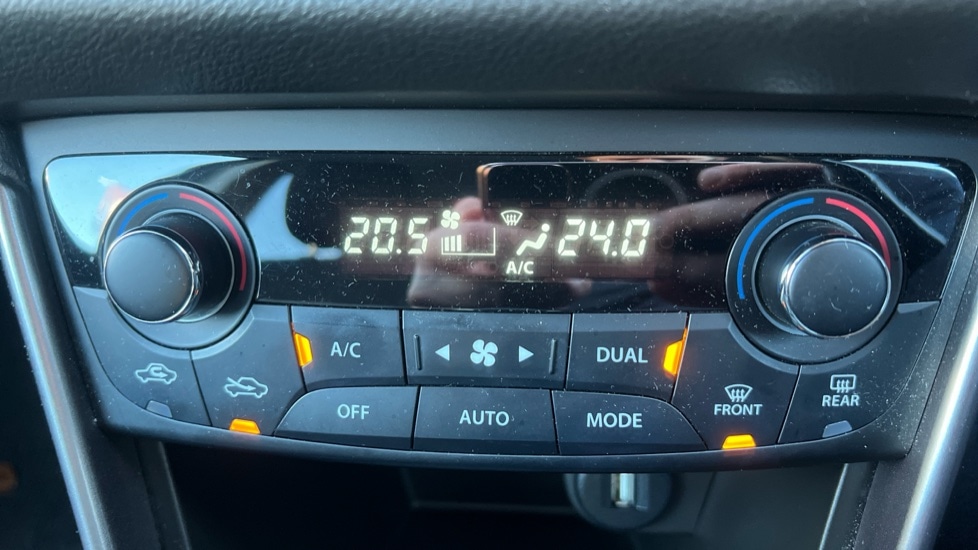 20.5 24.0
A/C
A/C DUAL
FRONT REAR
OFF AUTO MODE